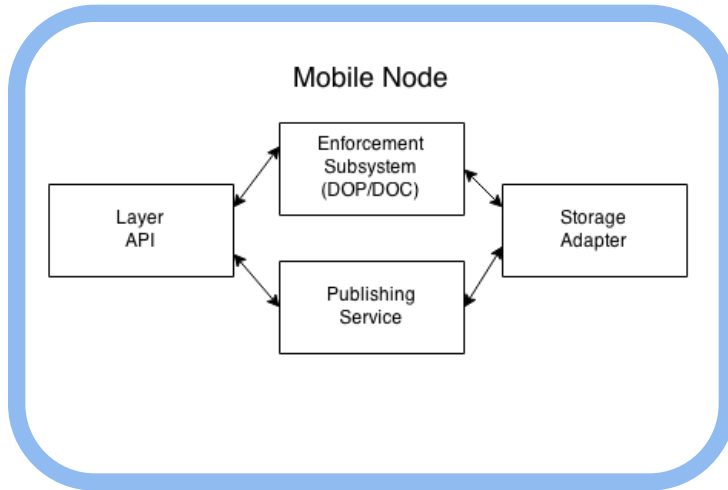 Mobile Node
Enforcement
Subsystem
(DOP/DOC)
Layer
API
Storage
Adapter
Publishing
Service